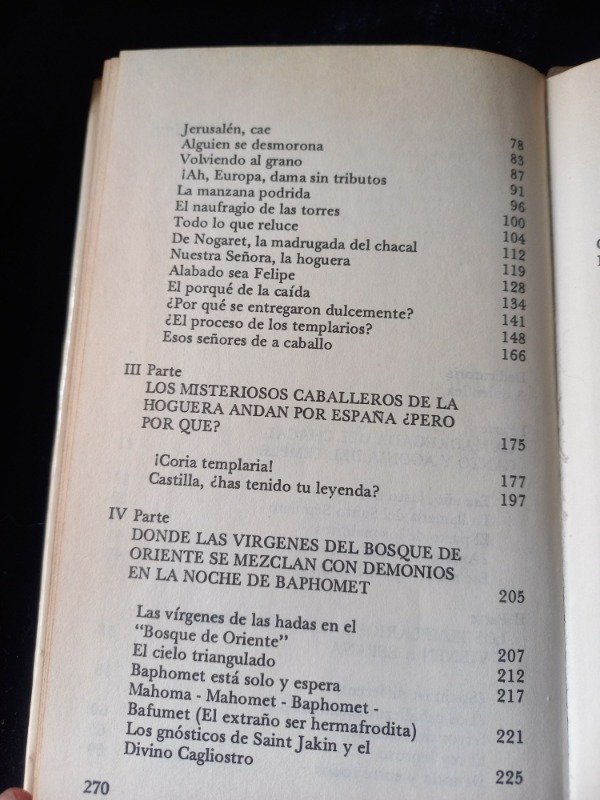 Jerusalén, cae 78
Alguien se desmorona 83
Volviendo al grano 87
¡Ah, Europa, dama sin tributos 91
La manzana podrida 96
El naufragio de las torres 100
Todo lo que reluce 104
De Nogaret, la madrugada del chacal 112
Nuestra Señora, la hoguera 119
Alabado sea Felipe 128
El porqué de la caída 134
¿Por qué se entregaron dulcemente? 141
¿El proceso de los templarios? 148
Esos señores de a caballo 166
III Parte
LOS MISTERIOSOS CABALLEROS DE LA
HOGUERA ANDAN POR ESPAÑA ¿PERO
POR QUE? 175
¡Coria templaria! 177
Castilla, ¿has tenido tu leyenda? 197
IV Parte
DONDE LAS VIRGENES DEL BOSQUE DE
ORIENTE SE MEZCLAN CON DEMONIOS
EN LA NOCHE DE BAPHOMET 205
Las vírgenes de las hadas en el
“Bosque de Oriente” 207
El cielo triangulado 212
Baphomet está solo y espera 217
Mahoma - Mahomet - Baphomet -
Bafumet (El extraño ser hermafrodita) 221
Los gnósticos de Saint Jakin y el
Divino Cagliostro 225
270